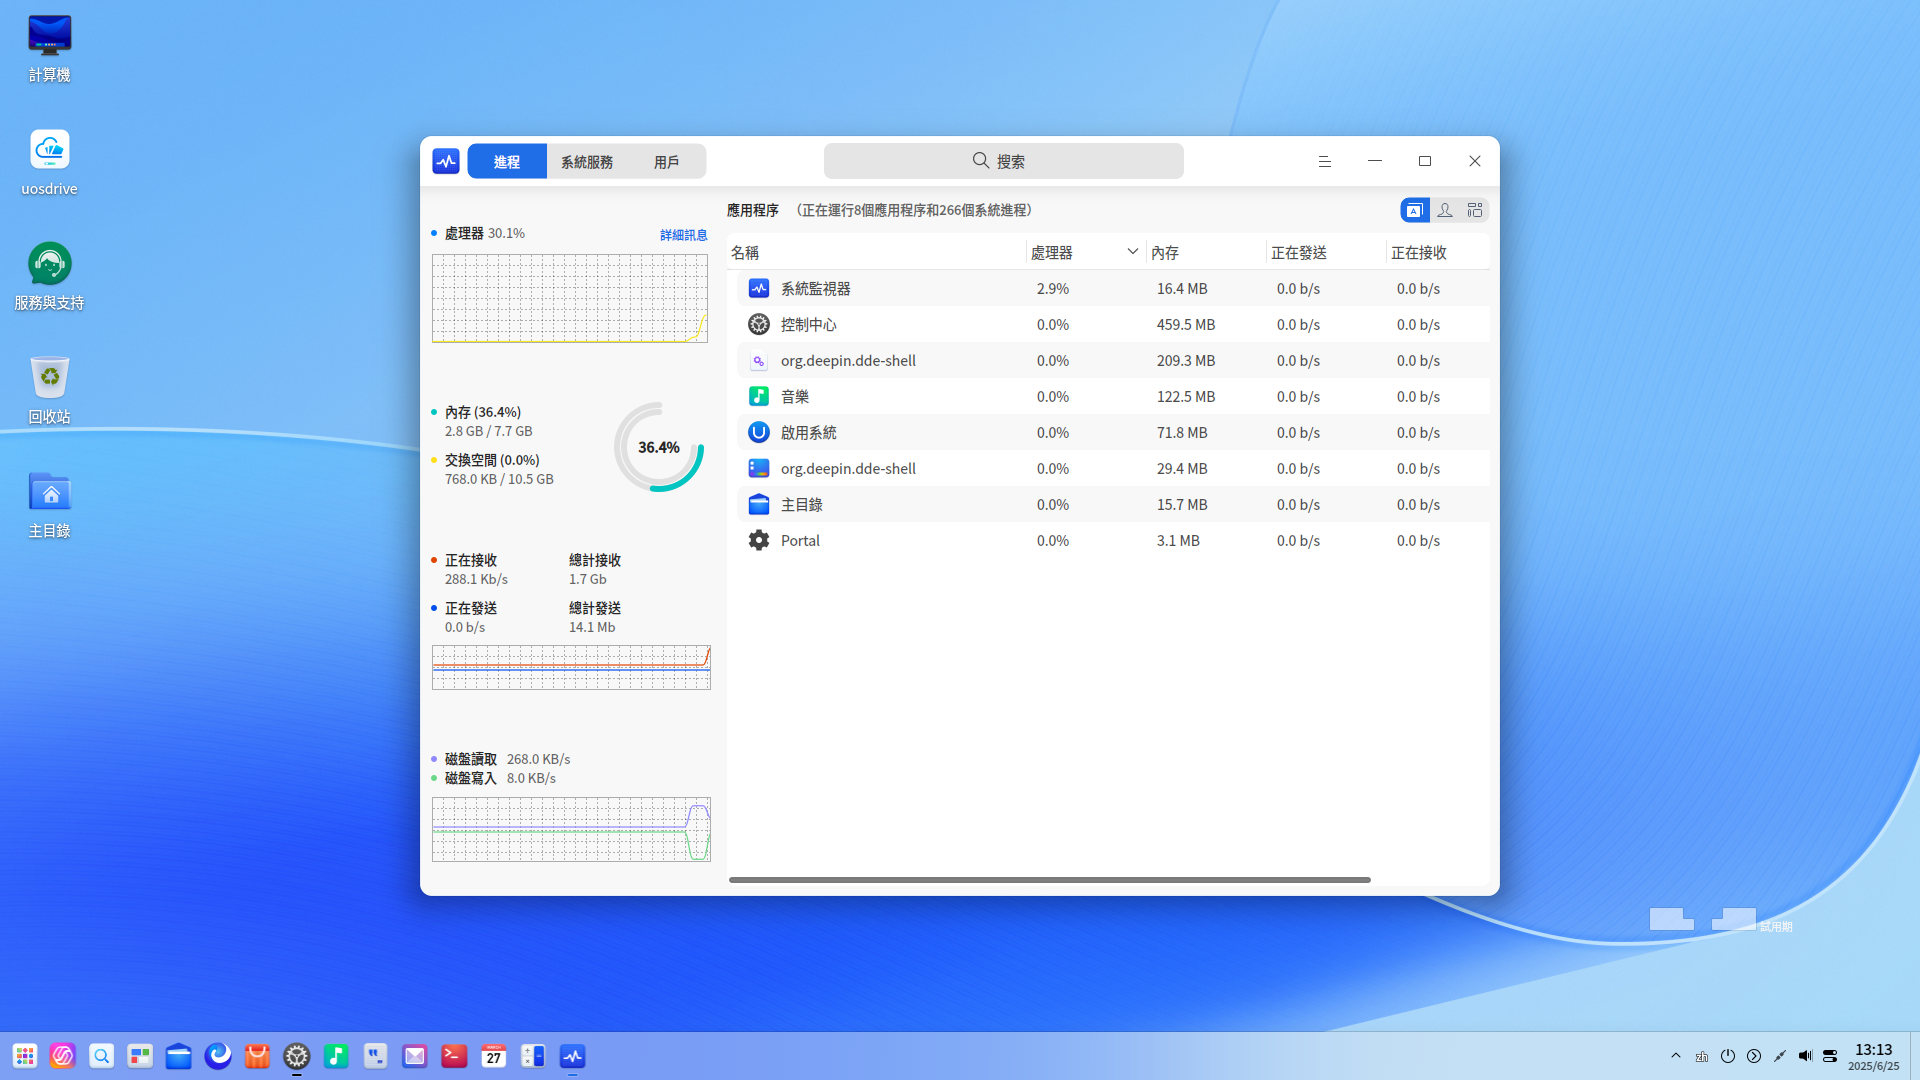 計算機
uosdrive
服務與支持
回收站
主目錄
進程 系統服務 用戶
搜索
處理器 30.1% 詳細訊息
內存 (36.4%)
2.8 GB / 7.7 GB
交換空間 (0.0%)
768.0 KB / 10.5 GB
36.4%
正在接收 總計接收
288.1 Kb/s 1.7 Gb
正在發送 總計發送
0.0 b/s 14.1 Mb
磁盤讀取 268.0 KB/s
磁盤寫入 8.0 KB/s
應用程序 （正在運行8個應用程序和266個系統進程）
名稱 處理器 內存 正在發送 正在接收
系統監視器 2.9% 16.4 MB 0.0 b/s 0.0 b/s
控制中心 0.0% 459.5 MB 0.0 b/s 0.0 b/s
org.deepin.dde-shell 0.0% 209.3 MB 0.0 b/s 0.0 b/s
音樂 0.0% 122.5 MB 0.0 b/s 0.0 b/s
啟用系統 0.0% 71.8 MB 0.0 b/s 0.0 b/s
org.deepin.dde-shell 0.0% 29.4 MB 0.0 b/s 0.0 b/s
主目錄 0.0% 15.7 MB 0.0 b/s 0.0 b/s
Portal 0.0% 3.1 MB 0.0 b/s 0.0 b/s
試用期
MARCH
27
zh
13:13
2025/6/25